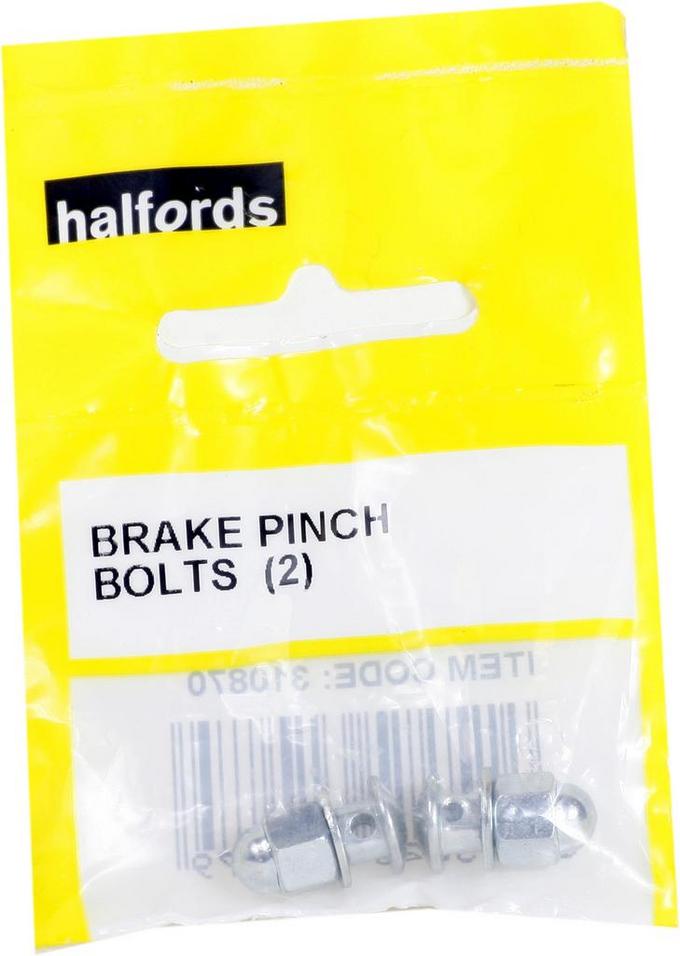 halfords
BRAKE PINCH
BOLTS (2)
ITEM CODE: 310870